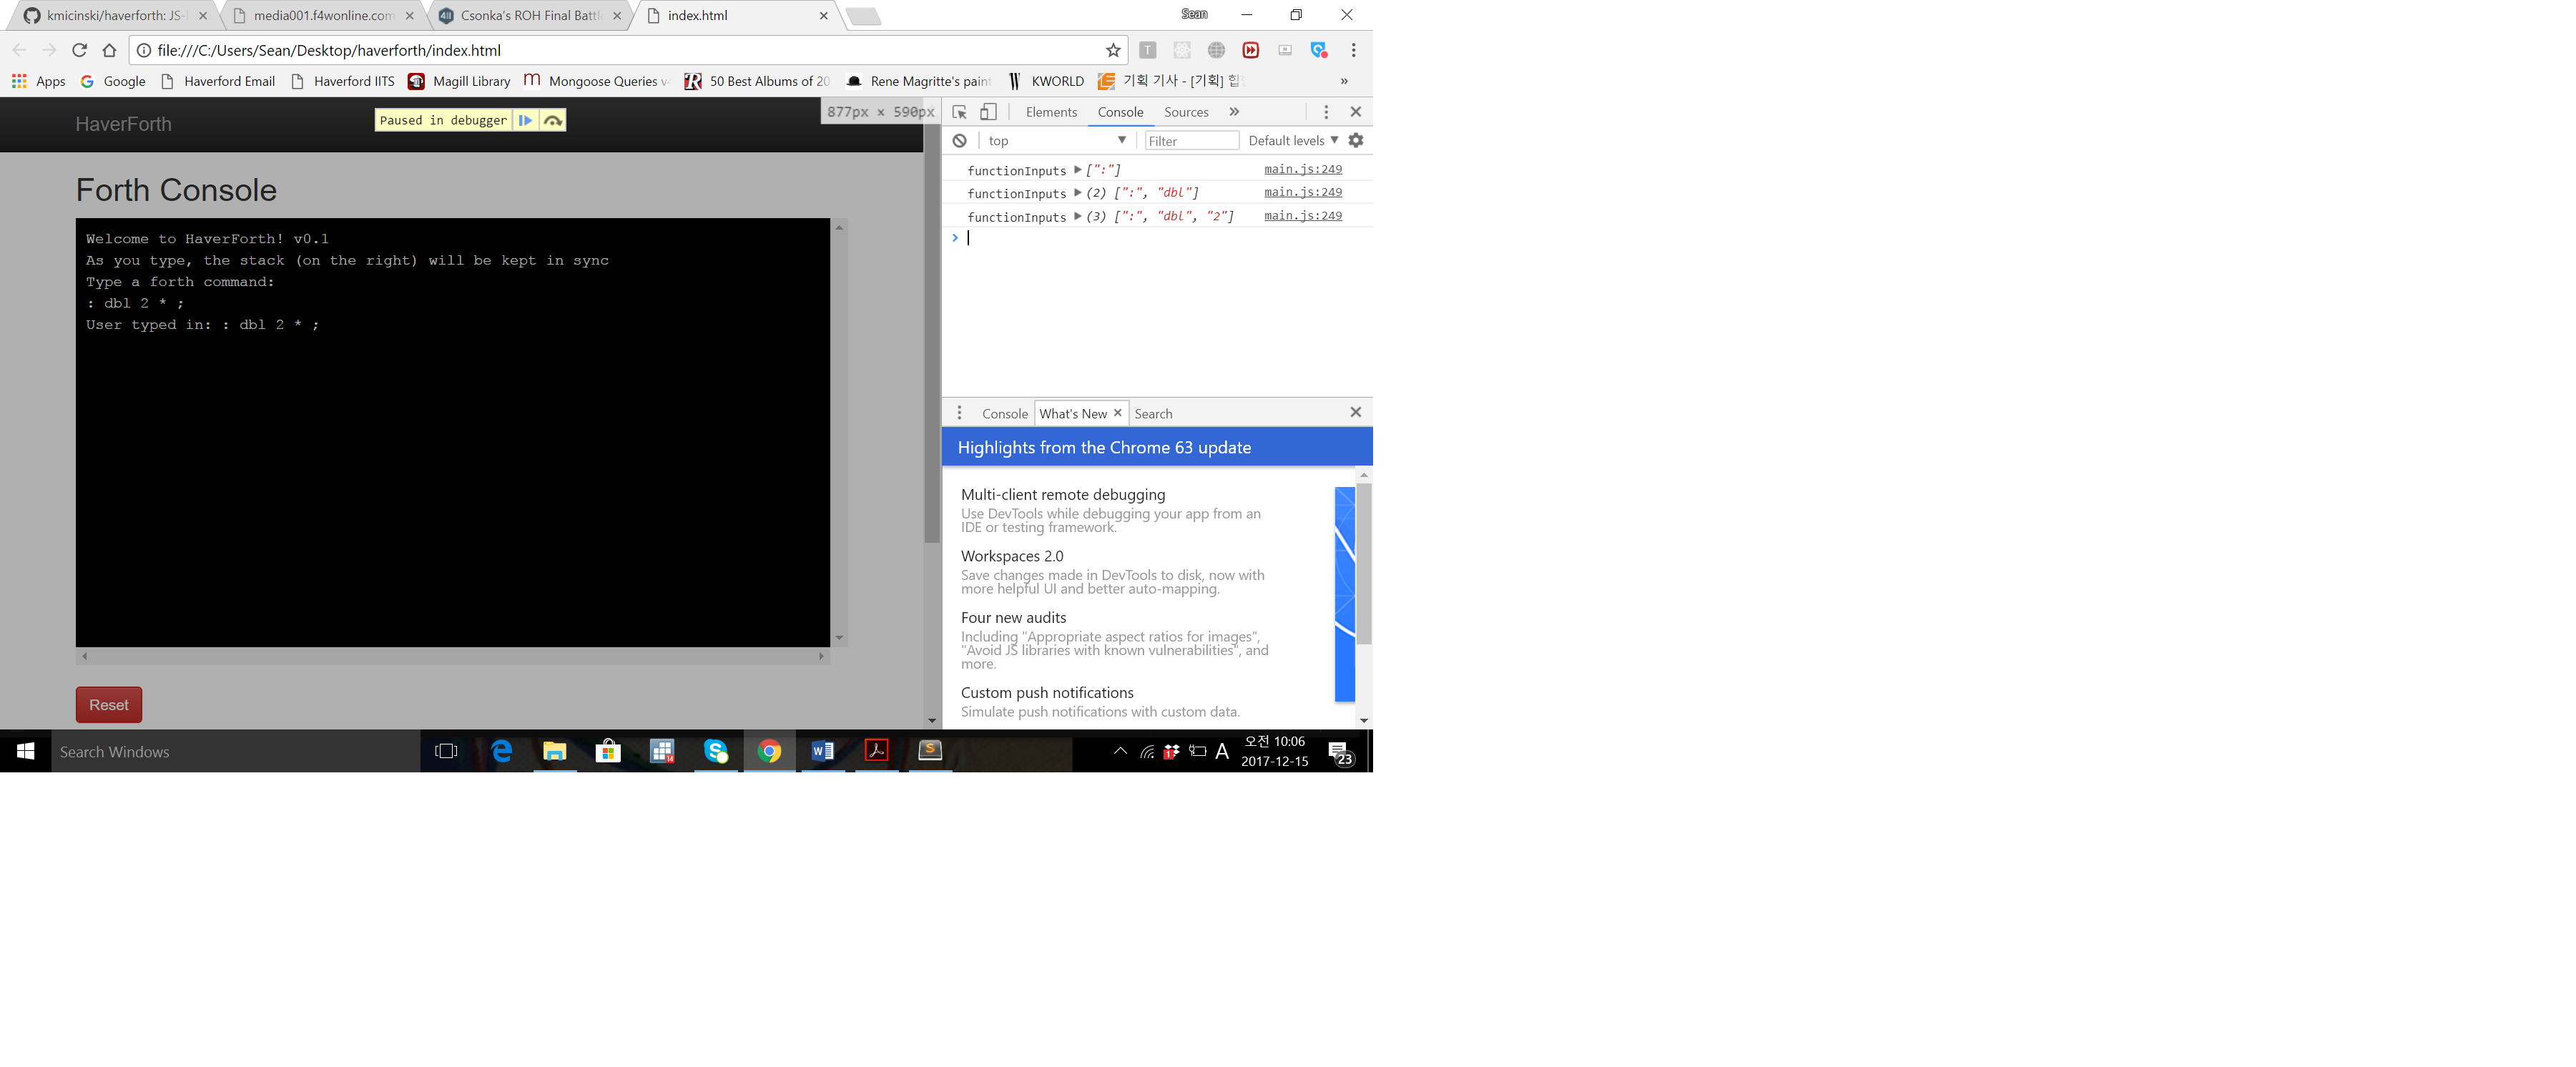 kmicinski/haverforth: JS-
media001.f4wonline.com
Csonka's ROH Final Battl
index.html
Sean
file:///C:/Users/Sean/Desktop/haverforth/index.html
Apps
Google
Haverford Email
Haverford IITS
Magill Library
Mongoose Queries v
50 Best Albums of 20
Rene Magritte's paint
KWORLD
기획 기사 - [기획] 힙
»
HaverForth
Paused in debugger
877px × 590px
Elements
Console
Sources
»
top
Filter
Default levels
Forth Console
Welcome to HaverForth! v0.1
As you type, the stack (on the right) will be kept in sync
Type a forth command:
: dbl 2 * ;
User typed in: : dbl 2 * ;
Reset
functionInputs ▶ [":"] main.js:249
functionInputs ▶ (2) [":", "dbl"] main.js:249
functionInputs ▶ (3) [":", "dbl", "2"] main.js:249
>
Console
What's New
Search
Highlights from the Chrome 63 update
Multi-client remote debugging
Use DevTools while debugging your app from an
IDE or testing framework.
Workspaces 2.0
Save changes made in DevTools to disk, now with
more helpful UI and better auto-mapping.
Four new audits
Including "Appropriate aspect ratios for images",
"Avoid JS libraries with known vulnerabilities", and
more.
Custom push notifications
Simulate push notifications with custom data.
Search Windows
A
오전 10:06
2017-12-15
23